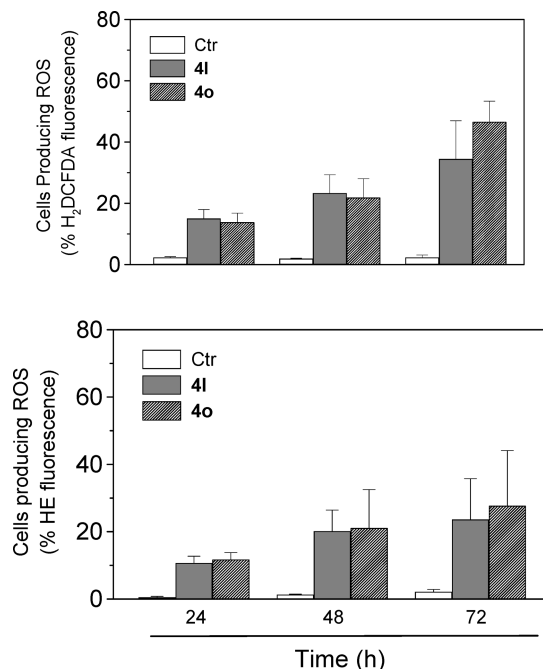 80
60
40
20
0
Cells Producing ROS
(% H₂DCFDA fluorescence)
Ctr
4l
4o
80
60
40
20
0
Cells producing ROS
(% HE fluorescence)
Ctr
4l
4o
24 48 72
Time (h)